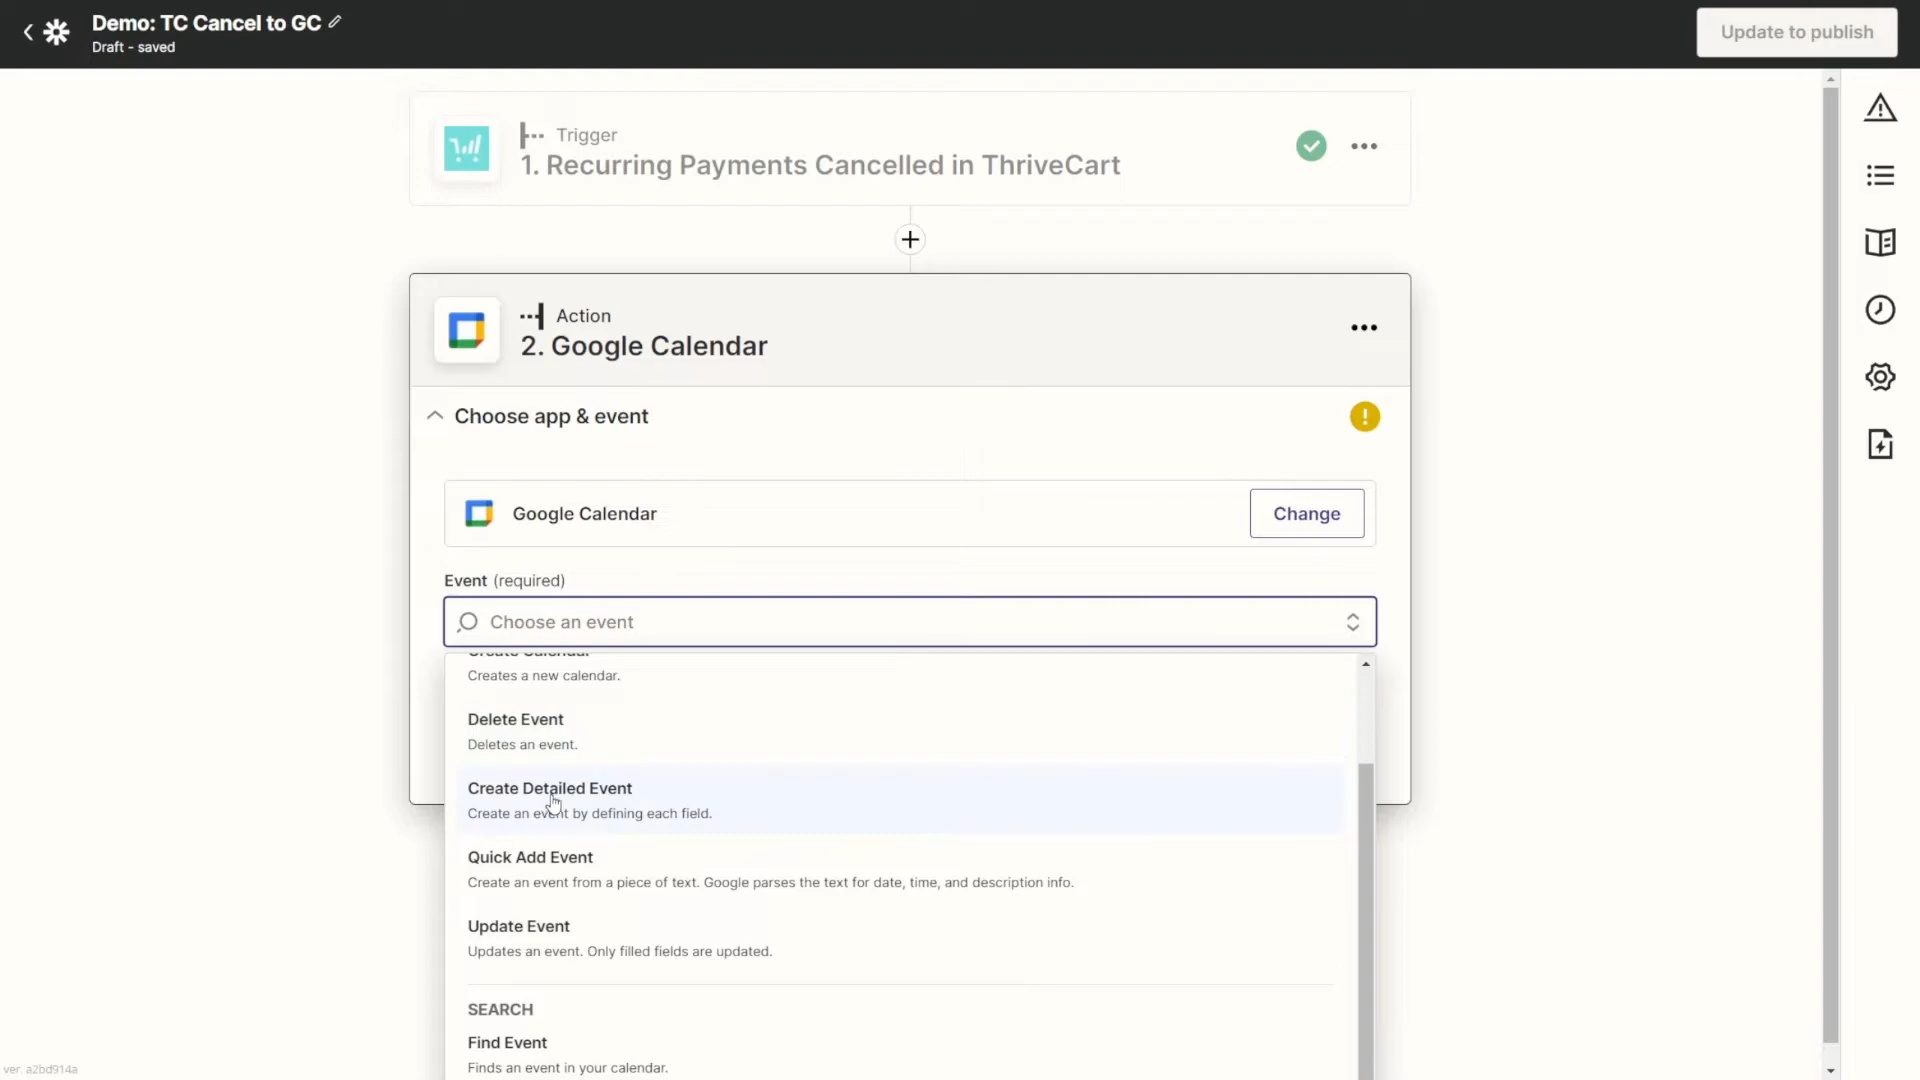 Demo: TC Cancel to GC
Draft - saved
Update to publish
Trigger
1. Recurring Payments Cancelled in ThriveCart
Action
2. Google Calendar
Choose app & event
Google Calendar
Change
Event (required)
Choose an event
Create Calendar
Creates a new calendar.
Delete Event
Deletes an event.
Create Detailed Event
Create an event by defining each field.
Quick Add Event
Create an event from a piece of text. Google parses the text for date, time, and description info.
Update Event
Updates an event. Only filled fields are updated.
SEARCH
Find Event
Finds an event in your calendar.
ver. a2bd914a